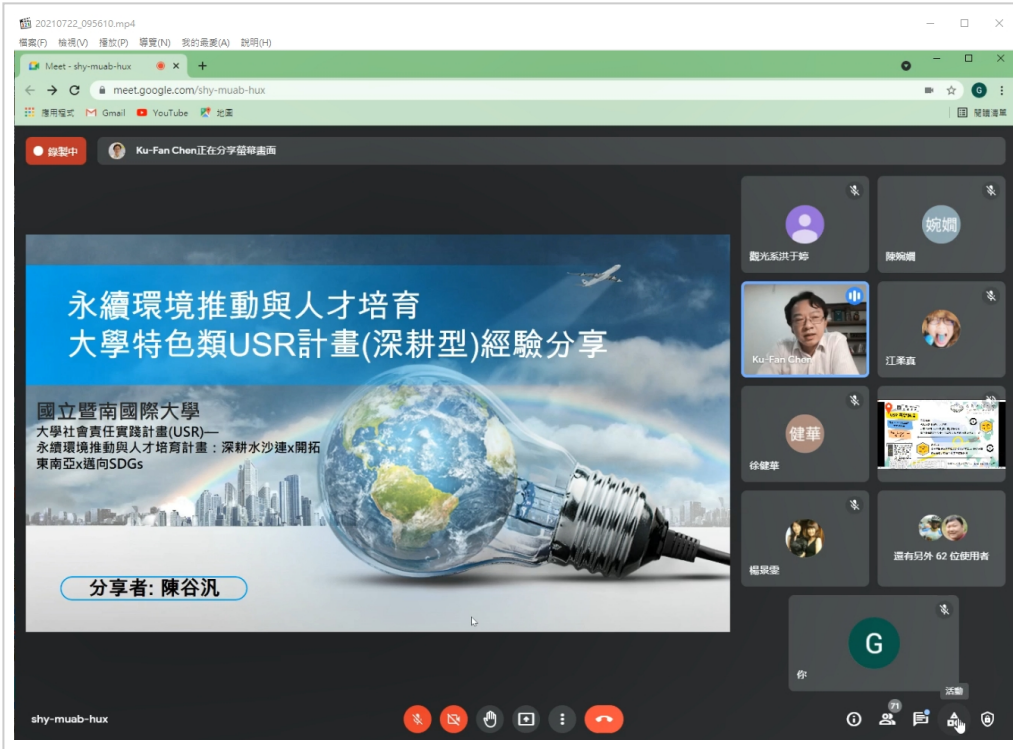 20210722_095610.mp4
檔案(F) 檢視(V) 播放(P) 導覽(N) 我的最愛(A) 說明(H)
Meet - shy-muab-hux
meet.google.com/shy-muab-hux
G
應用程式 Gmail YouTube 地圖
閱讀清單
錄製中
Ku-Fan Chen正在分享螢幕畫面
永續環境推動與人才培育
大學特色類USR計畫(深耕型)經驗分享
國立暨南國際大學
大學社會責任實踐計畫(USR)—
永續環境推動與人才培育計畫：深耕水沙連x開拓
東南亞x邁向SDGs
分享者: 陳谷汎
觀光系洪于婷
婉嫺
陳婉嫺
Ku-Fan Chen
江柔真
健華
徐健華
楊景雯
還有另外 62 位使用者
G
你
活動
shy-muab-hux
71